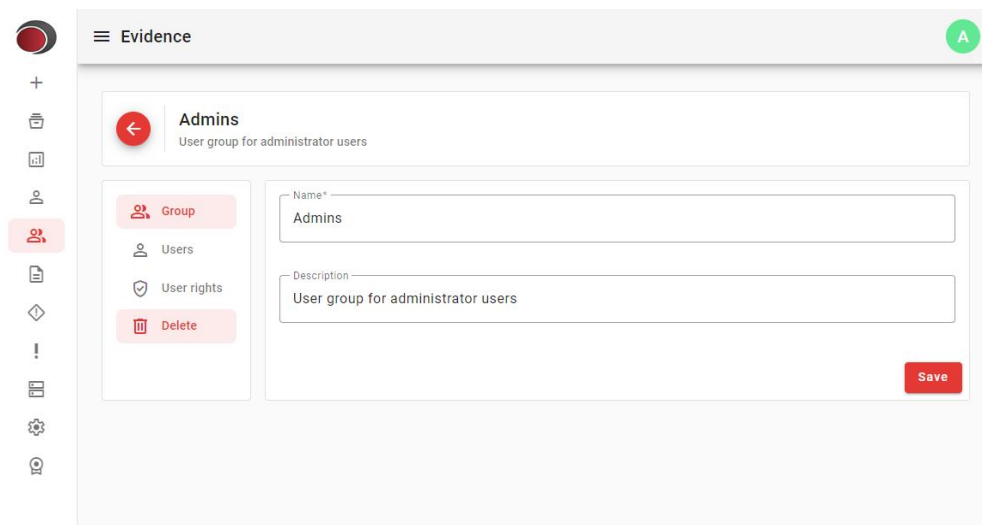 Evidence
A
Admins
User group for administrator users
Group
Users
User rights
Delete
Name*
Admins
Description
User group for administrator users
Save